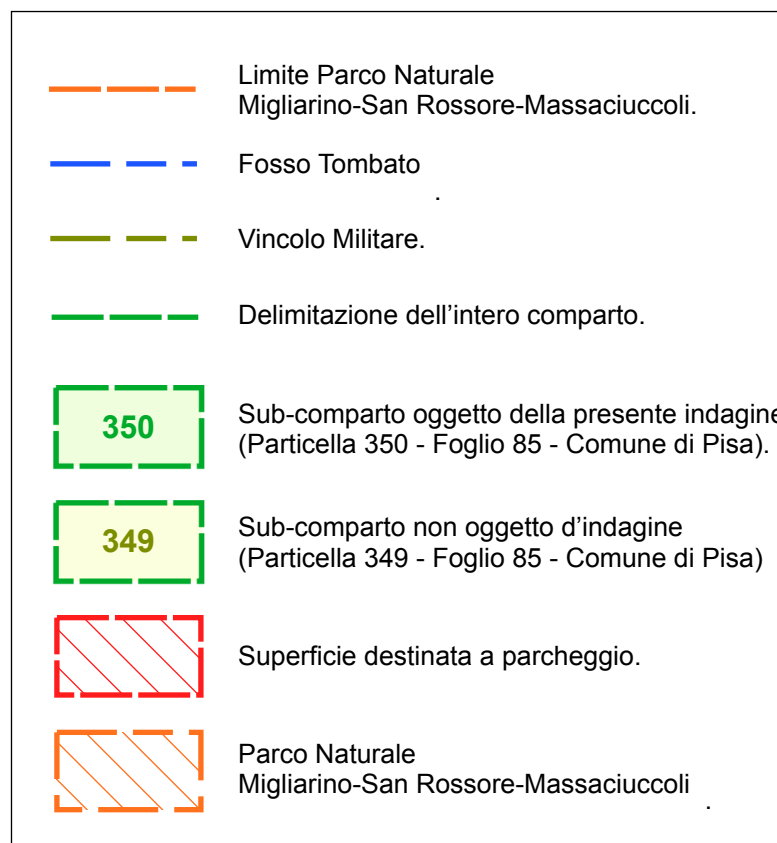 Limite Parco Naturale
Migliarino-San Rossore-Massaciuccoli.
Fosso Tombato
.
Vincolo Militare.
Delimitazione dell'intero comparto.
350
Sub-comparto oggetto della presente indagine
(Particella 350 - Foglio 85 - Comune di Pisa).
349
Sub-comparto non oggetto d'indagine
(Particella 349 - Foglio 85 - Comune di Pisa)
Superficie destinata a parcheggio.
Parco Naturale
Migliarino-San Rossore-Massaciuccoli
.